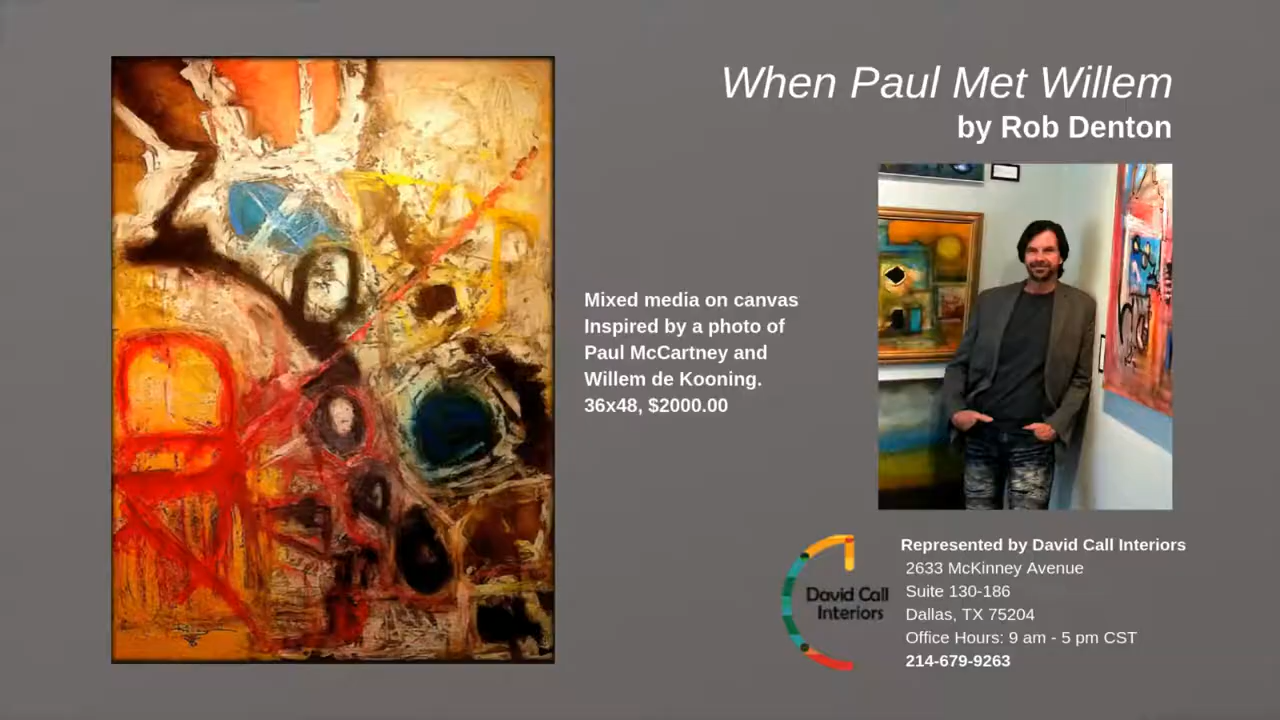 When Paul Met Willem
by Rob Denton
Mixed media on canvas
Inspired by a photo of
Paul McCartney and
Willem de Kooning.
36x48, $2000.00
Represented by David Call Interiors
2633 McKinney Avenue
Suite 130-186
Dallas, TX 75204
Office Hours: 9 am - 5 pm CST
214-679-9263
David Call
Interiors